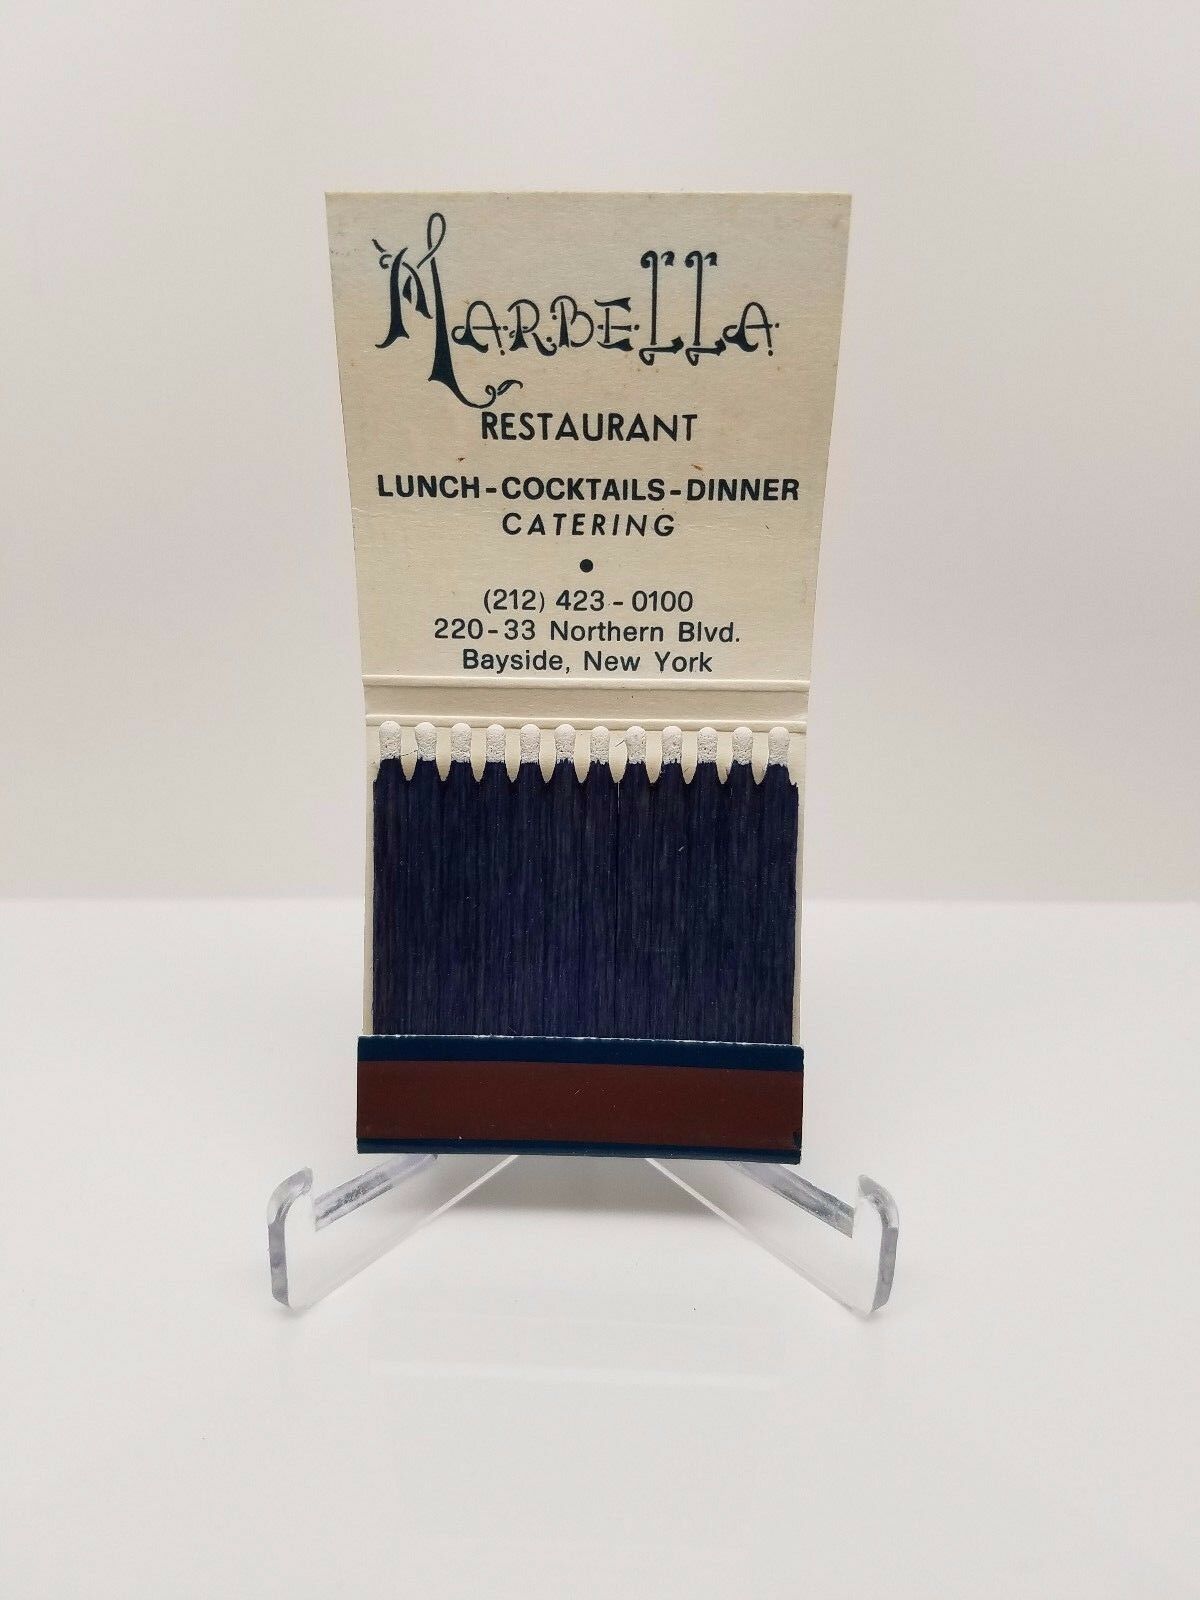 MARBELLA
RESTAURANT
LUNCH-COCKTAILS-DINNER
CATERING
(212) 423-0100
220-33 Northern Blvd.
Bayside, New York